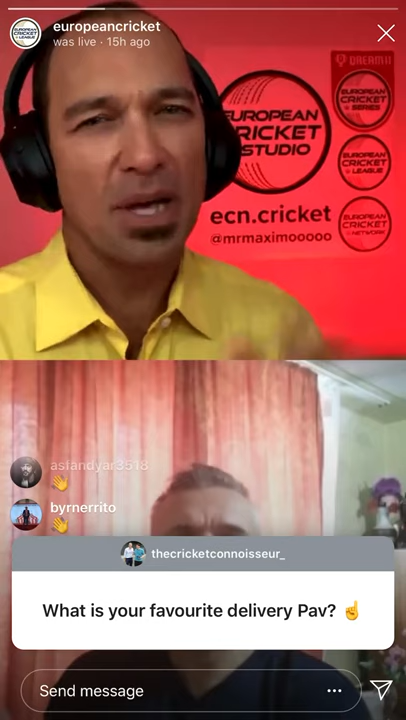 europeancricket
was live · 15h ago
DREAM11
EUROPEAN
CRICKET
SERIES
EUROPEAN
CRICKET
STUDIO
EUROPEAN
CRICKET
LEAGUE
ecn.cricket
@mrmaximooooo
EUROPEAN
CRICKET
NETWORK
aslandyar3518
👋
byrnerrito
👋
thecricketconnoisseur_
What is your favourite delivery Pav? ☝️
Send message